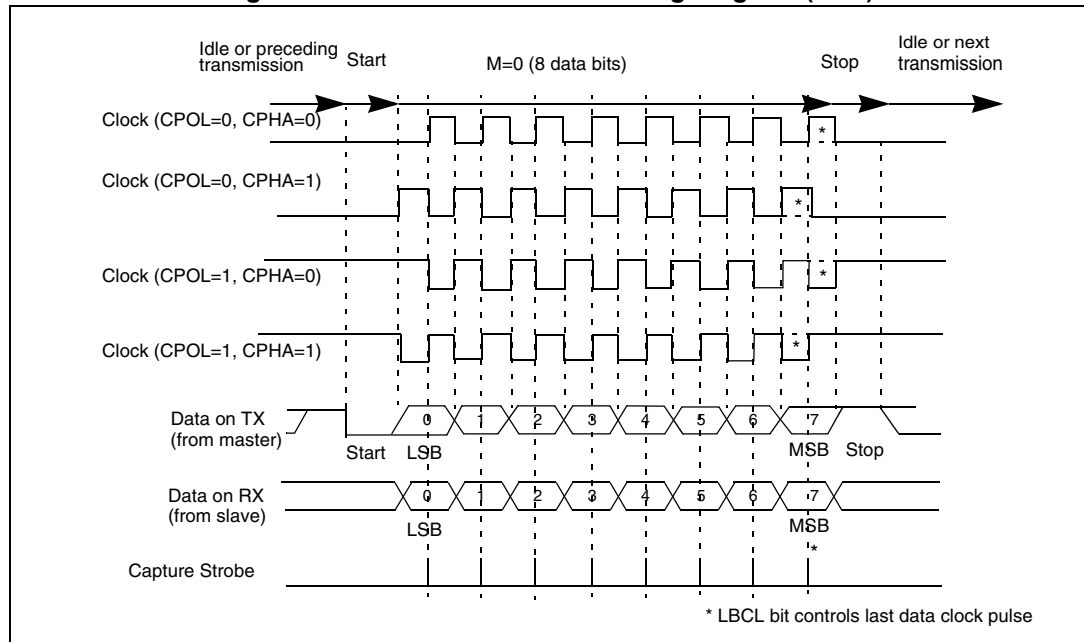 Idle or preceding
transmission
Start
M=0 (8 data bits)
Stop
Idle or next
transmission
Clock (CPOL=0, CPHA=0)
*
Clock (CPOL=0, CPHA=1)
*
Clock (CPOL=1, CPHA=0)
*
Clock (CPOL=1, CPHA=1)
*
Data on TX
(from master)
0 1 2 3 4 5 6 7
Start LSB MSB Stop
Data on RX
(from slave)
0 1 2 3 4 5 6 7
LSB MSB
*
Capture Strobe
* LBCL bit controls last data clock pulse